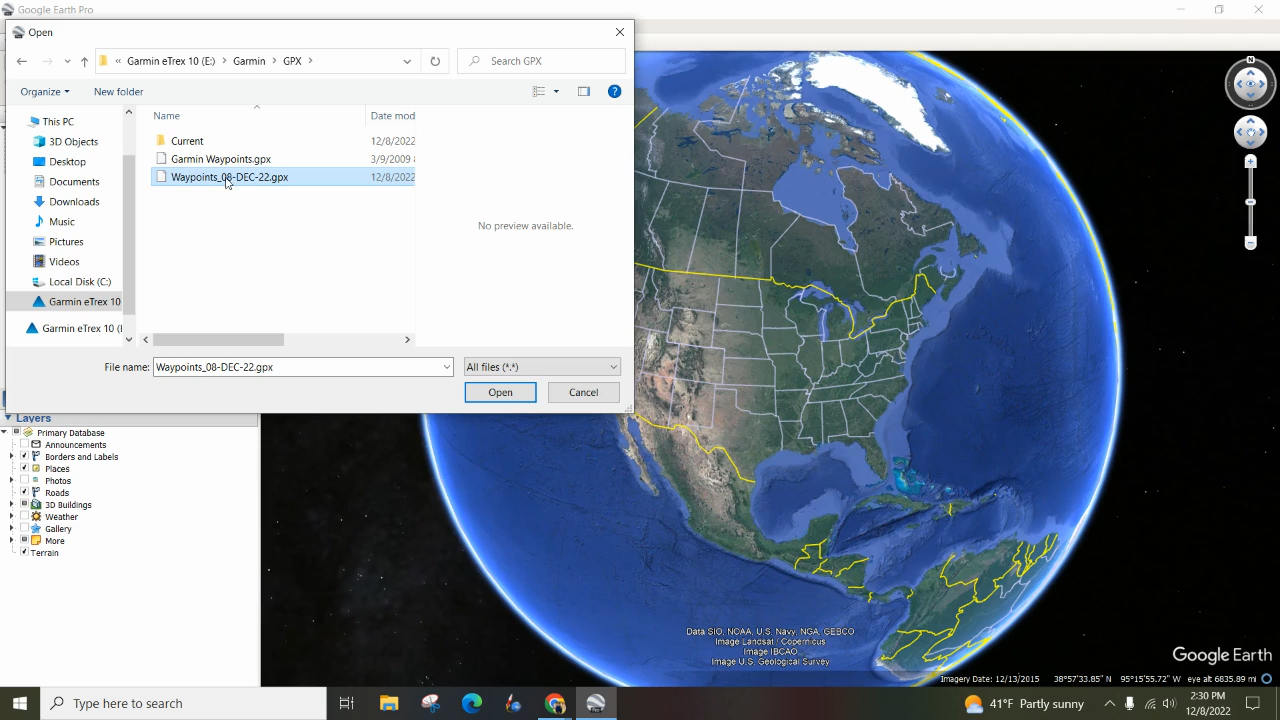 Google Earth Pro
Open
Garmin eTrex 10 (E:) > Garmin > GPX >
Search GPX
Organize
New folder
Name
Date mod
This PC
3D Objects
Desktop
Documents
Downloads
Music
Pictures
Videos
Local Disk (C:)
Garmin eTrex 10
Garmin eTrex 10 (
Current 12/8/2022
Garmin Waypoints.gpx 3/9/2009
Waypoints_08-DEC-22.gpx 12/8/2022
No preview available.
File name: Waypoints_08-DEC-22.gpx
All files (*.*)
Open
Cancel
Layers
Primary Database
Announcements
Borders and Labels
Places
Photos
Roads
3D Buildings
Weather
Gallery
More
Terrain
N
Data SIO, NOAA, U.S. Navy, NGA, GEBCO
Image Landsat / Copernicus
Image IBCAO
Image U.S. Geological Survey
Google Earth
Imagery Date: 12/13/2015 38°57'33.85" N 95°15'55.72" W eye alt 6835.89 mi
Type here to search
41°F Partly sunny
2:30 PM
12/8/2022